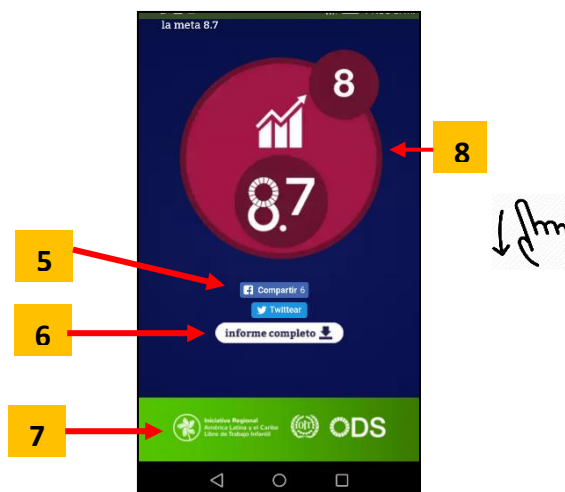 la meta 8.7
8
8.7
8
5
Compartir 6
Twittear
6
informe completo
7
Iniciativa Regional
América Latina y el Caribe
Libre de Trabajo Infantil
OIT
ODS